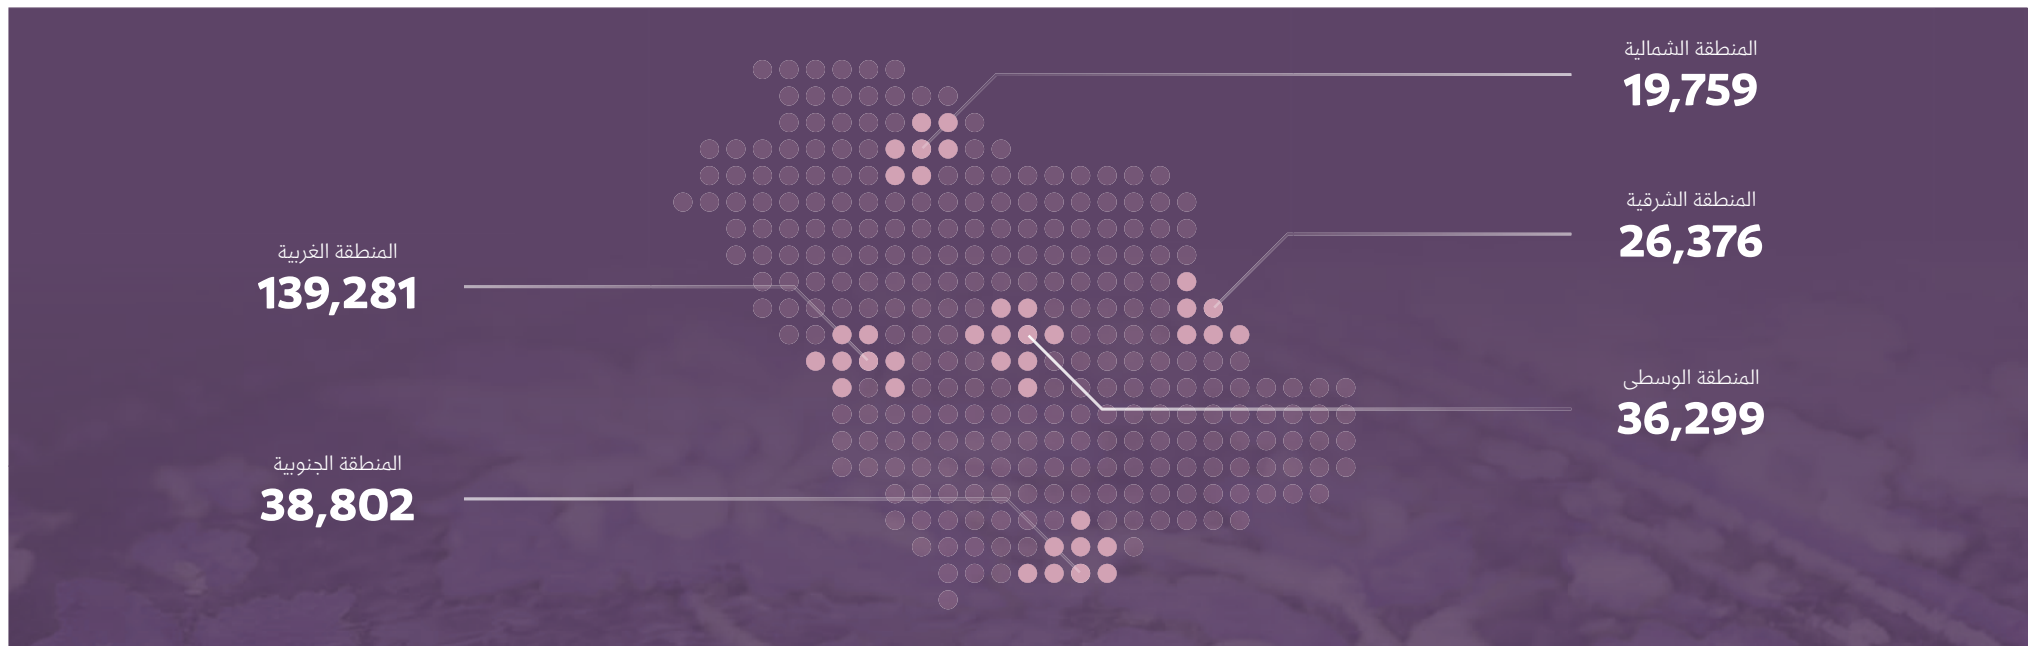 المنطقة الشمالية
19,759
المنطقة الشرقية
26,376
المنطقة الوسطى
36,299
المنطقة الغربية
139,281
المنطقة الجنوبية
38,802